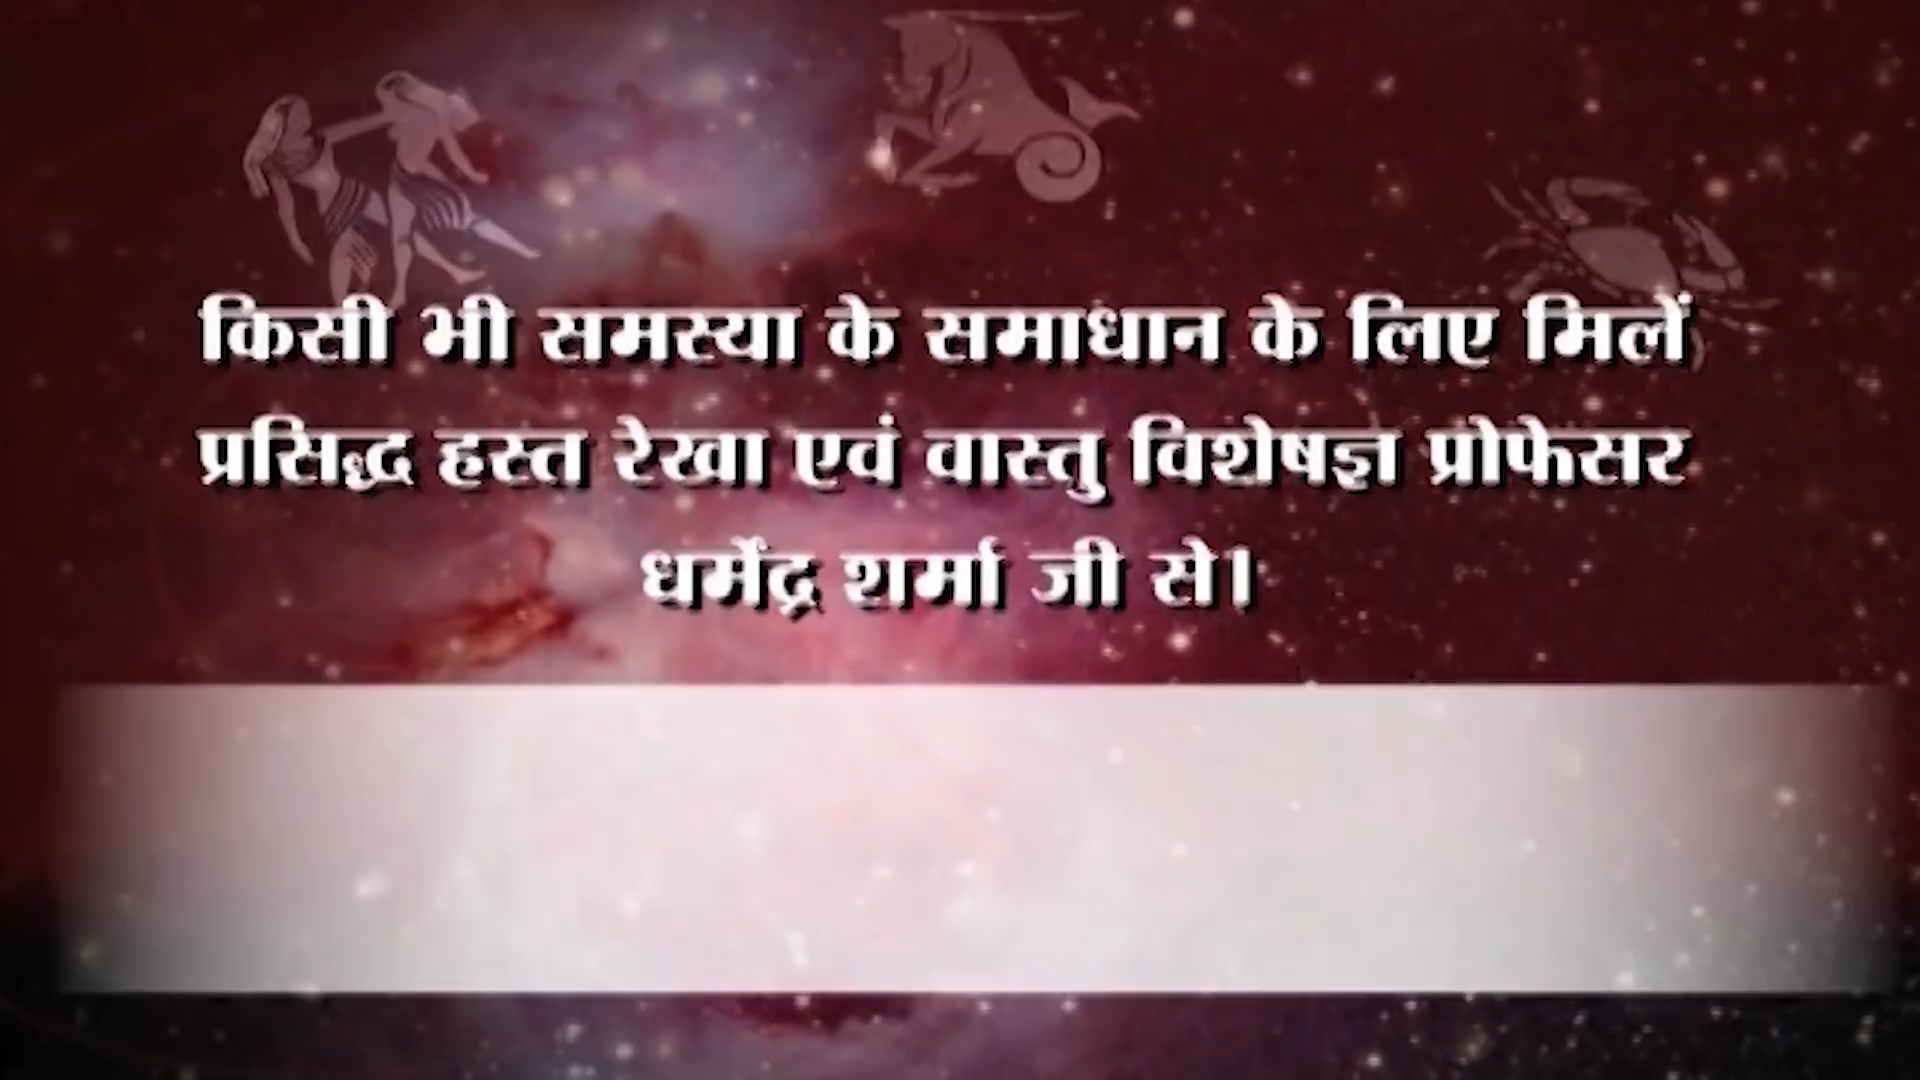 किसी भी समस्या के समाधान के लिए मिलें
प्रसिद्ध हस्त रेखा एवं वास्तु विशेषज्ञ प्रोफेसर
धर्मेंद्र शर्मा जी से।